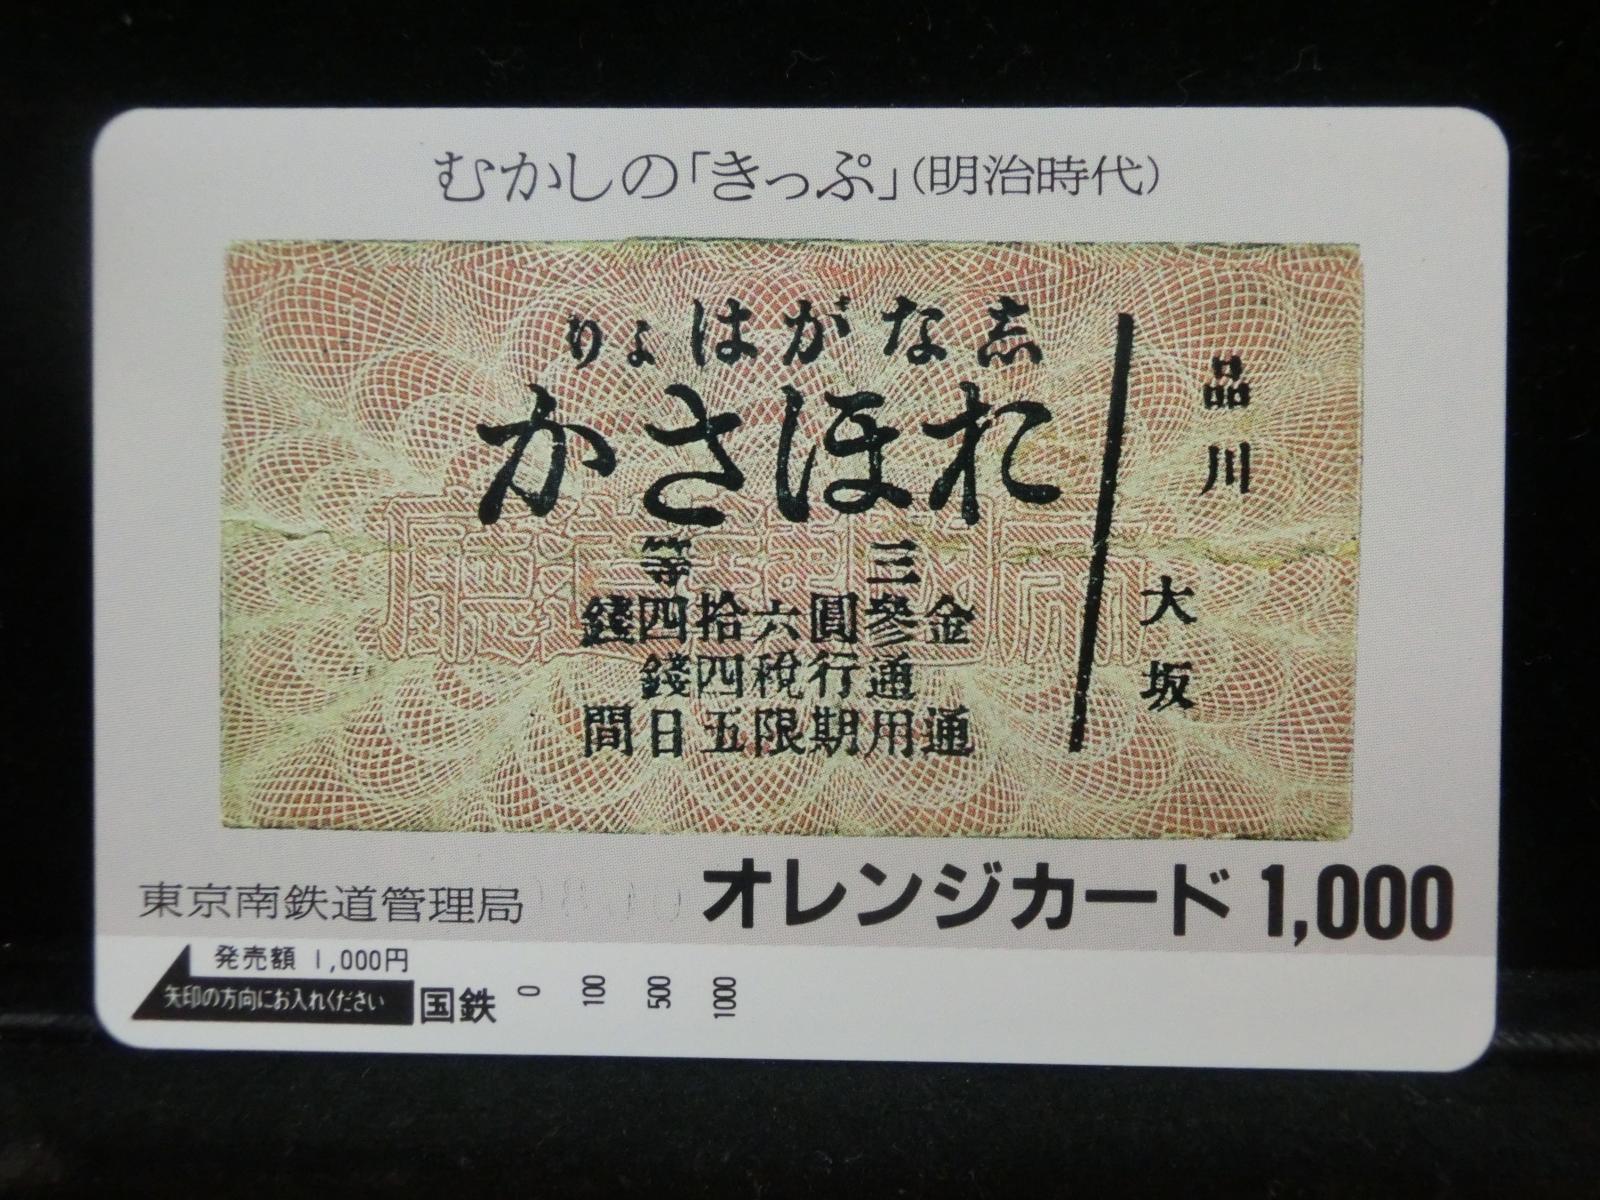 むかしの「きっぷ」(明治時代)
品川
大坂
志ながはより
おほさか
三等
金參圓六拾四錢
通行税四錢
通用期限五日間
東京南鉄道管理局
オレンジカード 1,000
発売額 1,000円
矢印の方向にお入れください
国鉄
0 100 500 1000